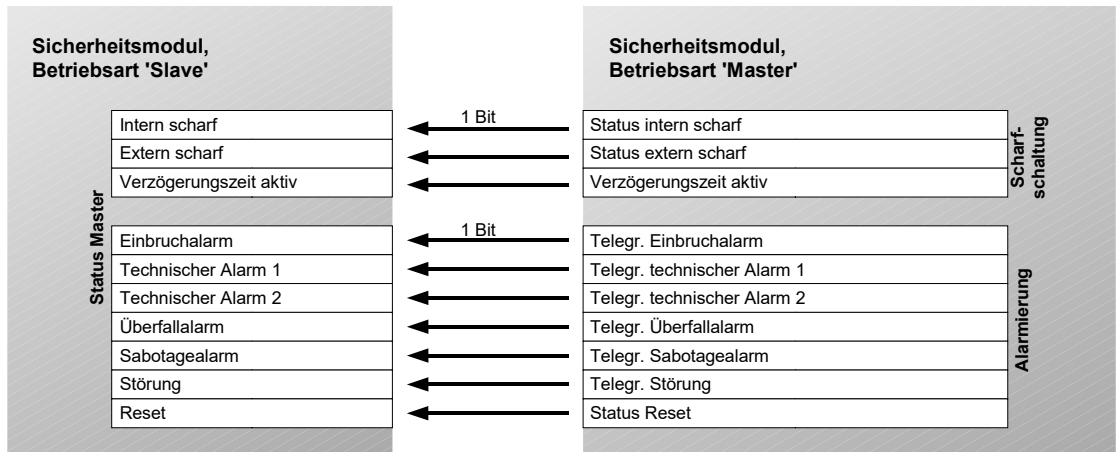 Sicherheitsmodul,
Betriebsart 'Slave'
Sicherheitsmodul,
Betriebsart 'Master'
Intern scharf
1 Bit
Status intern scharf
Extern scharf
Status extern scharf
Verzögerungszeit aktiv
Verzögerungszeit aktiv
Scharf-
schaltung
Status Master
Einbruchalarm
1 Bit
Telegr. Einbruchalarm
Technischer Alarm 1
Telegr. technischer Alarm 1
Technischer Alarm 2
Telegr. technischer Alarm 2
Überfallalarm
Telegr. Überfallalarm
Sabotagealarm
Telegr. Sabotagealarm
Störung
Telegr. Störung
Reset
Status Reset
Alarmierung